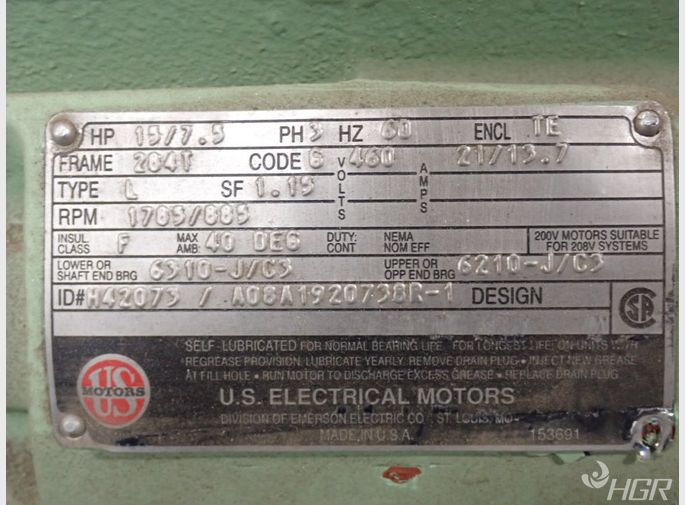 HP 15/7.5 PH 3 HZ 60 ENCL TE
FRAME 284T CODE G VOLTS 460 AMPS 21/13.7
TYPE L SF 1.15
RPM 1765/885
INSUL. CLASS F MAX AMB. 40 DEG DUTY: CONT NEMA NOM EFF 200V MOTORS SUITABLE FOR 208V SYSTEMS
LOWER OR SHAFT END BRG 6310-J/C3 UPPER OR OPP END BRG 6210-J/C3
ID# H42073 / A08A1920738R-1 DESIGN SA
SELF-LUBRICATED FOR NORMAL BEARING LIFE. FOR LONGEST LIFE: ON UNITS WITH
REGREASE PROVISION, LUBRICATE YEARLY. REMOVE DRAIN PLUG • INJECT NEW GREASE
AT FILL HOLE • RUN MOTOR TO DISCHARGE EXCESS GREASE • REPLACE DRAIN PLUG
US MOTORS
U.S. ELECTRICAL MOTORS
DIVISION OF EMERSON ELECTRIC CO. ST. LOUIS, MO.
MADE IN U.S.A. 153691
HGR